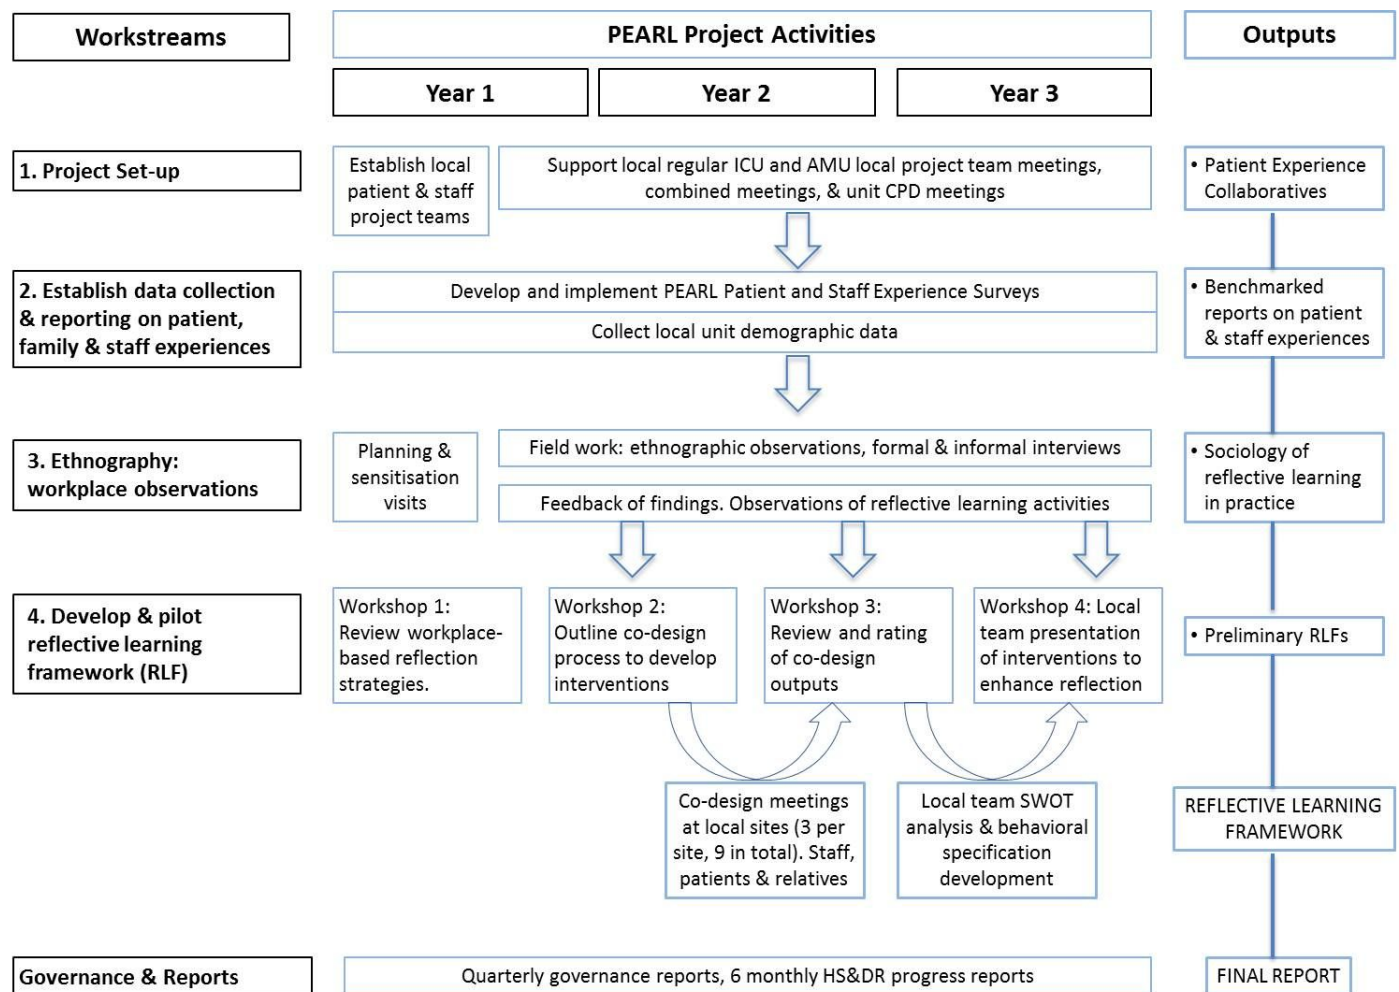 Workstreams
PEARL Project Activities
Outputs
Year 1
Year 2
Year 3
1. Project Set-up
Establish local
patient & staff
project teams
Support local regular ICU and AMU local project team meetings,
combined meetings, & unit CPD meetings
• Patient Experience
Collaboratives
2. Establish data collection
& reporting on patient,
family & staff experiences
Develop and implement PEARL Patient and Staff Experience Surveys
Collect local unit demographic data
• Benchmarked
reports on patient
& staff experiences
3. Ethnography:
workplace observations
Planning &
sensitisation
visits
Field work: ethnographic observations, formal & informal interviews
Feedback of findings. Observations of reflective learning activities
• Sociology of
reflective learning
in practice
4. Develop & pilot
reflective learning
framework (RLF)
Workshop 1:
Review workplace-
based reflection
strategies.
Workshop 2:
Outline co-design
process to develop
interventions
Workshop 3:
Review and rating
of co-design
outputs
Workshop 4: Local
team presentation
of interventions to
enhance reflection
• Preliminary RLFs
Co-design meetings
at local sites (3 per
site, 9 in total). Staff,
patients & relatives
Local team SWOT
analysis & behavioral
specification
development
REFLECTIVE LEARNING
FRAMEWORK
Governance & Reports
Quarterly governance reports, 6 monthly HS&DR progress reports
FINAL REPORT